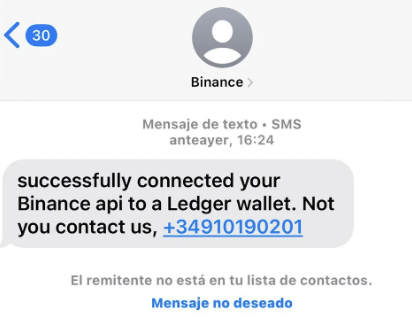 30
Binance
Mensaje de texto • SMS
anteayer, 16:24
successfully connected your
Binance api to a Ledger wallet. Not
you contact us, +34910190201
El remitente no está en tu lista de contactos.
Mensaje no deseado